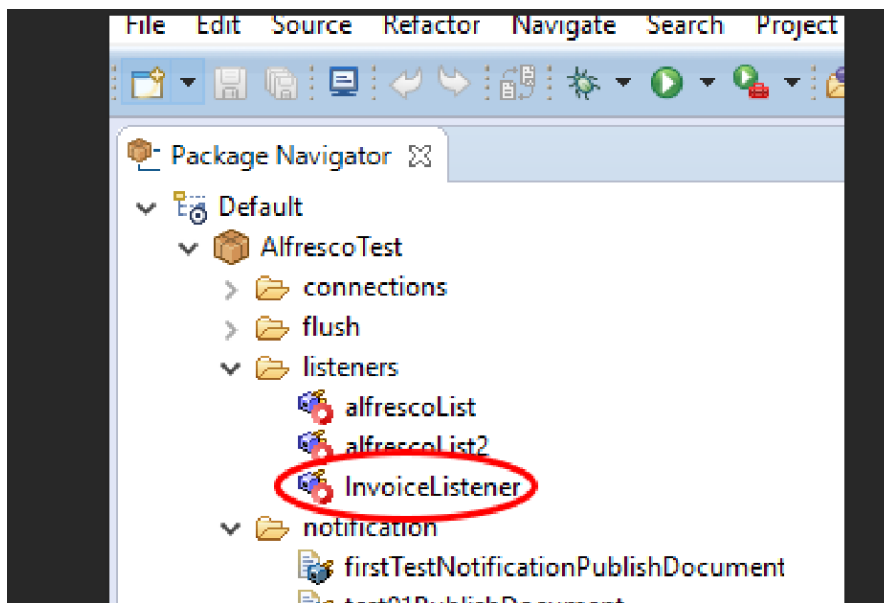 File Edit Source Refactor Navigate Search Project
Package Navigator
Default
AlfrescoTest
connections
flush
listeners
alfrescoList
alfrescoList2
InvoiceListener
notification
firstTestNotificationPublishDocument
test01PublishDocument